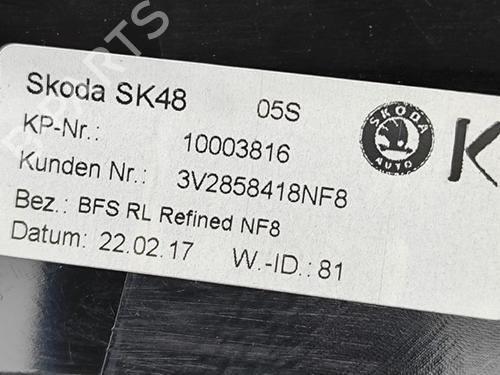 Skoda SK48 05S
KP-Nr.: 10003816
Kunden Nr.: 3V2858418NF8
Bez.: BFS RL Refined NF8
Datum: 22.02.17 W.-ID.: 81
SKODA
AUTO
K
PARTS